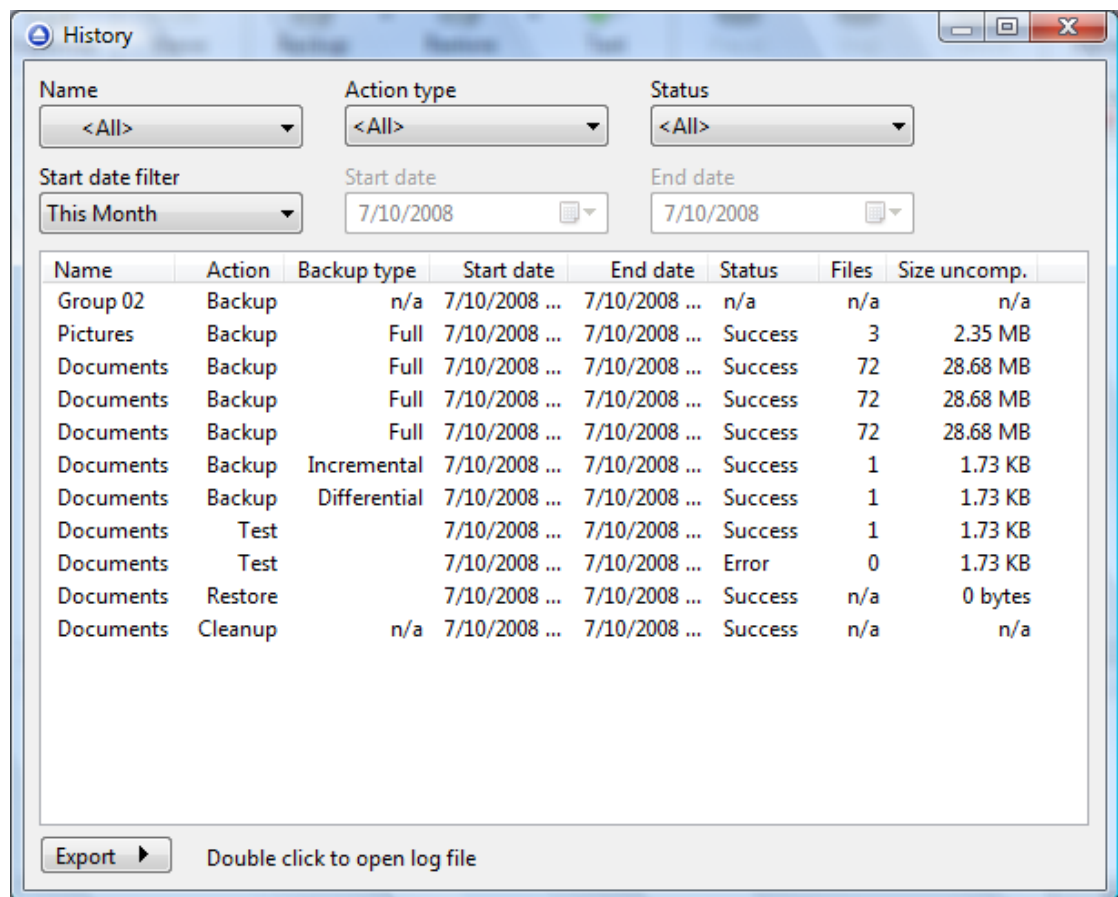 History
Name Action type Status
<All> <All> <All>
Start date filter Start date End date
This Month 7/10/2008 7/10/2008
Name Action Backup type Start date End date Status Files Size uncomp.
Group 02 Backup n/a 7/10/2008 ... 7/10/2008 ... n/a n/a n/a
Pictures Backup Full 7/10/2008 ... 7/10/2008 ... Success 3 2.35 MB
Documents Backup Full 7/10/2008 ... 7/10/2008 ... Success 72 28.68 MB
Documents Backup Full 7/10/2008 ... 7/10/2008 ... Success 72 28.68 MB
Documents Backup Full 7/10/2008 ... 7/10/2008 ... Success 72 28.68 MB
Documents Backup Incremental 7/10/2008 ... 7/10/2008 ... Success 1 1.73 KB
Documents Backup Differential 7/10/2008 ... 7/10/2008 ... Success 1 1.73 KB
Documents Test 7/10/2008 ... 7/10/2008 ... Success 1 1.73 KB
Documents Test 7/10/2008 ... 7/10/2008 ... Error 0 1.73 KB
Documents Restore 7/10/2008 ... 7/10/2008 ... Success n/a 0 bytes
Documents Cleanup n/a 7/10/2008 ... 7/10/2008 ... Success n/a n/a
Export Double click to open log file